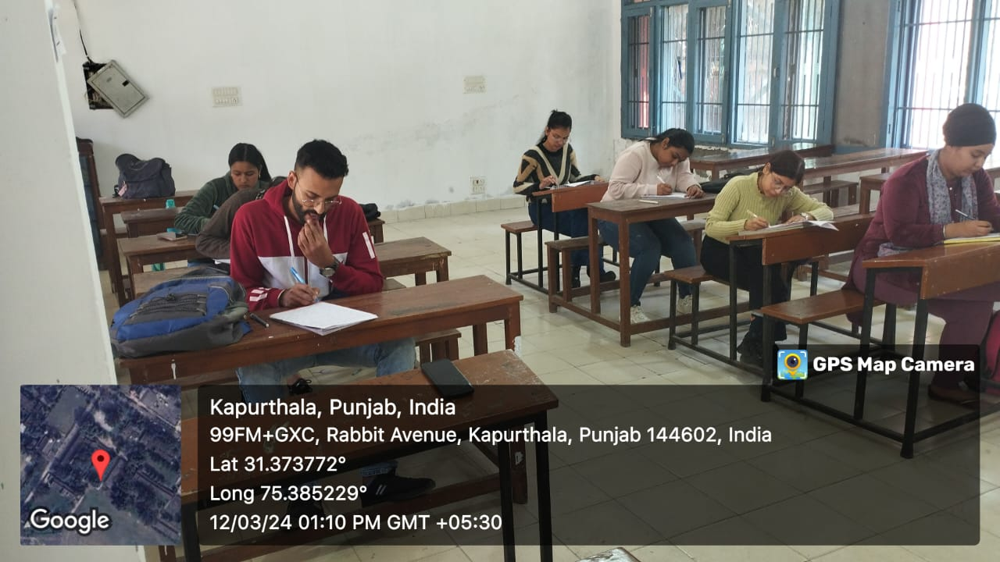 GPS Map Camera
Kapurthala, Punjab, India
99FM+GXC, Rabbit Avenue, Kapurthala, Punjab 144602, India
Lat 31.373772°
Long 75.385229°
12/03/24 01:10 PM GMT +05:30
Google